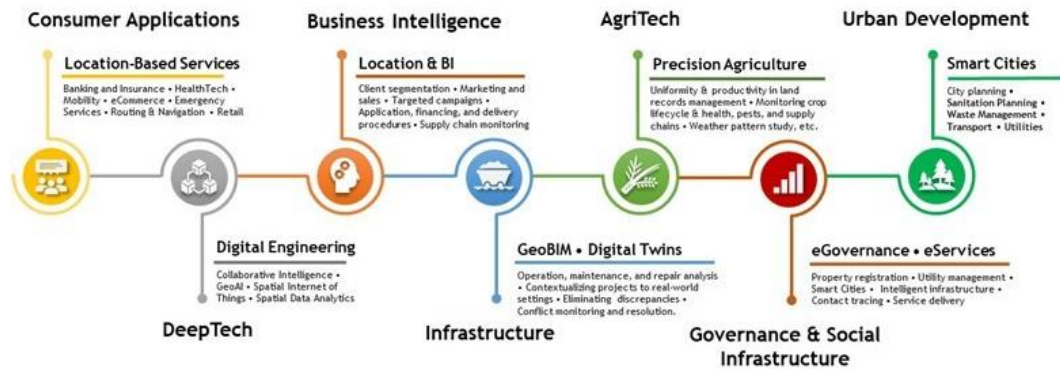 Consumer Applications
Location-Based Services
Banking and Insurance • HealthTech •
Mobility • eCommerce • Emergency
Services • Routing & Navigation • Retail
Digital Engineering
Collaborative Intelligence •
GeoAI • Spatial Internet of
Things • Spatial Data Analytics
DeepTech
Business Intelligence
Location & BI
Client segmentation • Marketing and
sales • Targeted campaigns •
Application, financing, and delivery
procedures • Supply chain monitoring
GeoBIM • Digital Twins
Operation, maintenance, and repair analysis
• Contextualizing projects to real-world
settings • Eliminating discrepancies •
Conflict monitoring and resolution.
Infrastructure
AgriTech
Precision Agriculture
Uniformity & productivity in land
records management • Monitoring crop
lifecycle & health, pests, and supply
chains • Weather pattern study, etc.
eGovernance • eServices
Property registration • Utility management •
Smart Cities • Intelligent infrastructure •
Contact tracing • Service delivery
Governance & Social
Infrastructure
Urban Development
Smart Cities
City planning •
Sanitation Planning •
Waste Management •
Transport • Utilities